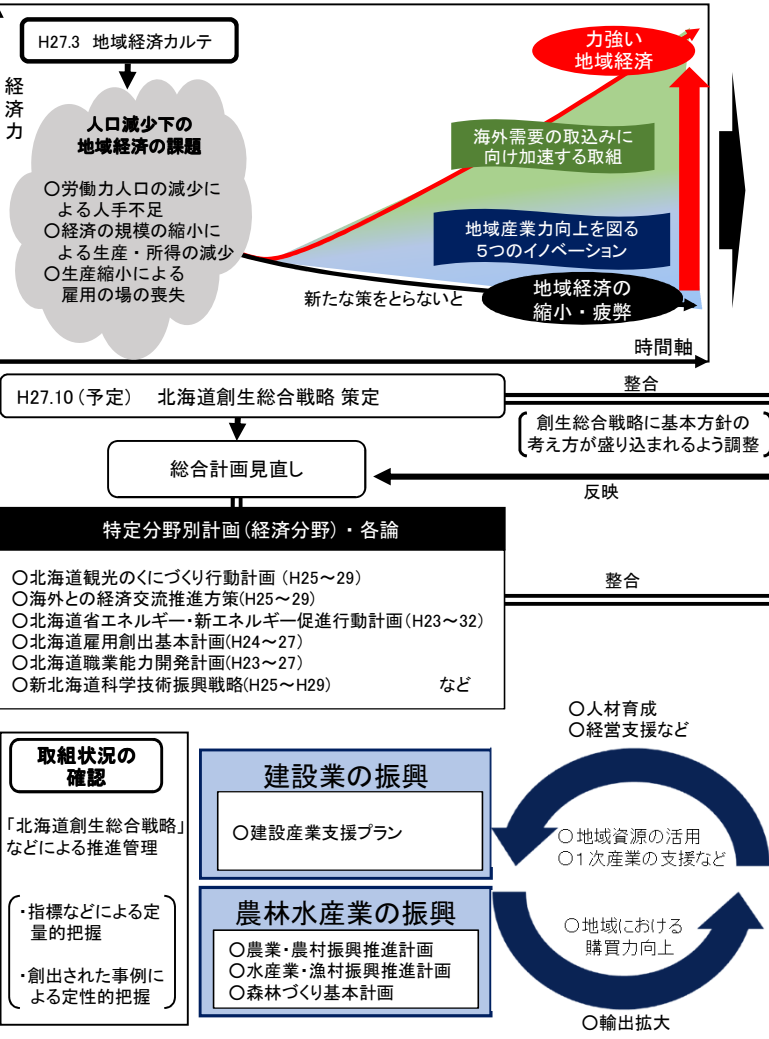 H27.3 地域経済カルテ
経
済
力
人口減少下の
地域経済の課題
○労働力人口の減少に
よる人手不足
○経済の規模の縮小に
よる生産・所得の減少
○生産縮小による
雇用の場の喪失
力強い
地域経済
海外需要の取込みに
向け加速する取組
地域産業力向上を図る
5つのイノベーション
新たな策をとらないと
地域経済の
縮小・疲弊
時間軸
H27.10(予定) 北海道創生総合戦略 策定
整合
創生総合戦略に基本方針の
考え方が盛り込まれるよう調整
総合計画見直し
反映
特定分野別計画(経済分野)・各論
○北海道観光のくにづくり行動計画 (H25～29)
○海外との経済交流推進方策(H25～29)
○北海道省エネルギー・新エネルギー促進行動計画(H23～32)
○北海道雇用創出基本計画(H24～27)
○北海道職業能力開発計画(H23～27)
○新北海道科学技術振興戦略(H25～H29) など
整合
取組状況の
確認
「北海道創生総合戦略」
などによる推進管理
・指標などによる定
量的把握
・創出された事例に
よる定性的把握
建設業の振興
○建設産業支援プラン
農林水産業の振興
○農業・農村振興推進計画
○水産業・漁村振興推進計画
○森林づくり基本計画
○人材育成
○経営支援など
○地域資源の活用
○1次産業の支援など
○地域における
購買力向上
○輸出拡大